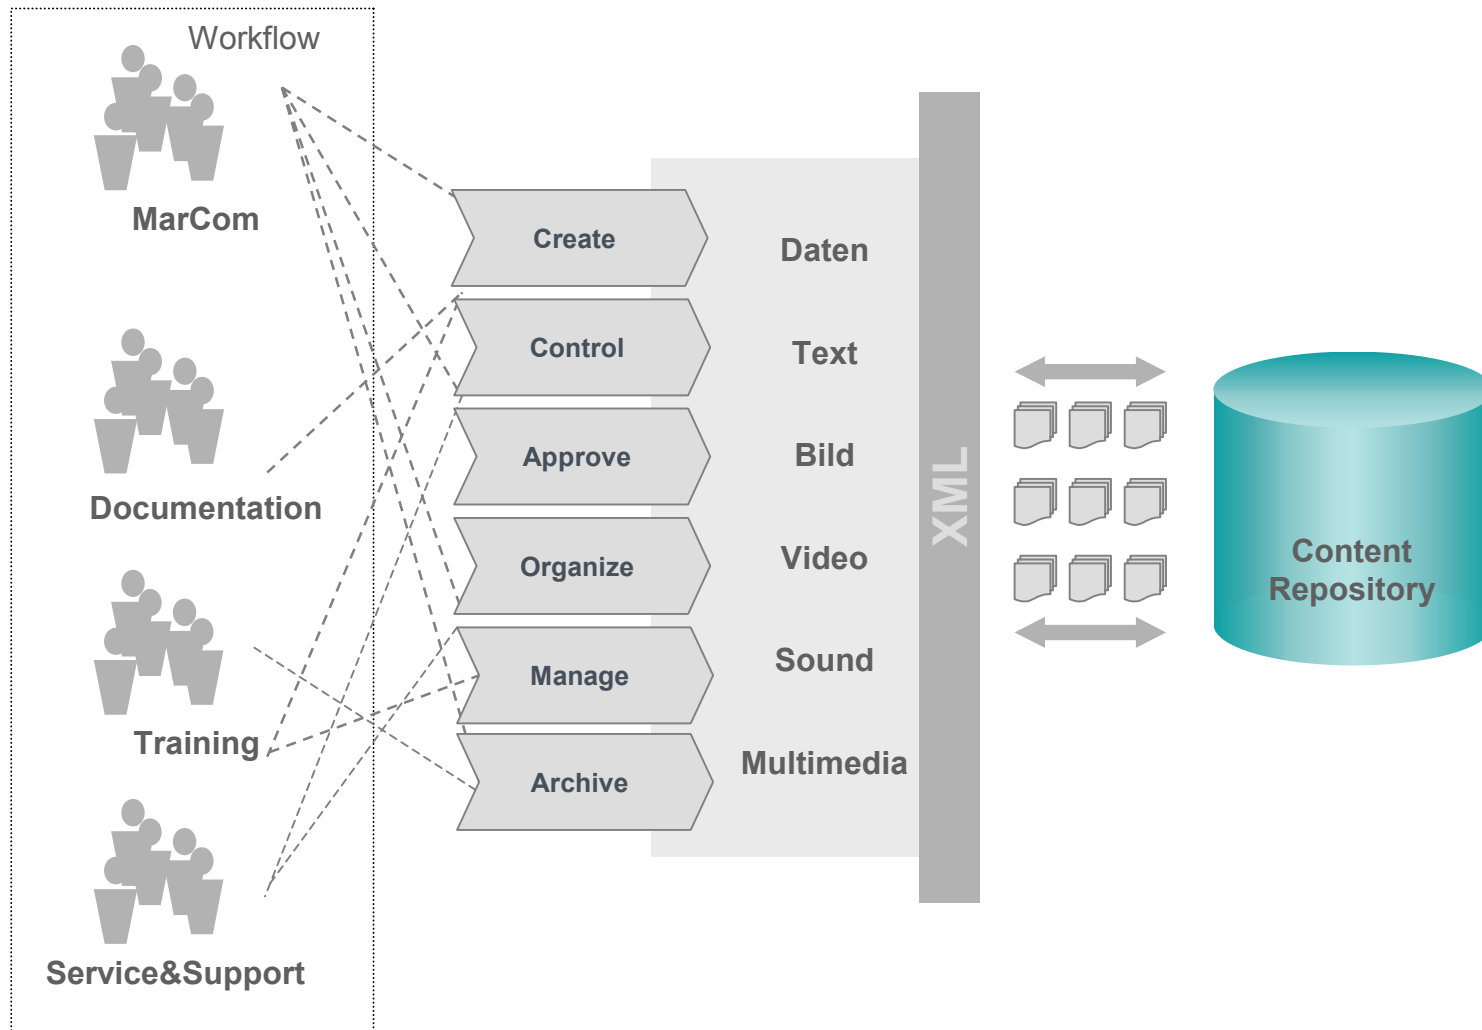 Workflow
MarCom
Documentation
Training
Service&Support
Create
Control
Approve
Organize
Manage
Archive
Daten
Text
Bild
Video
Sound
Multimedia
XML
Content
Repository